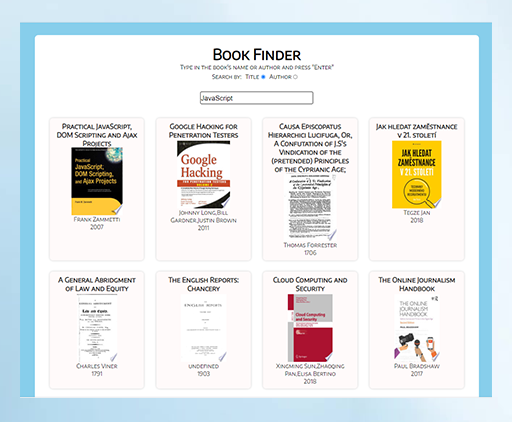 Book Finder
Type in the book's name or author and press "Enter"
Search by: Title Author
JavaScript
Practical JavaScript,
DOM Scripting and Ajax
Projects
Practical
JavaScript,
DOM Scripting,
and Ajax Projects
Frank Zammetti
2007
Google Hacking for
Penetration Testers
Google
Hacking
FOR PENETRATION TESTERS
Johnny Long,Bill
Gardner,Justin Brown
2011
Causa Episcopatus
Hierarchici Lucifuga, Or,
A Confutation of J.S's
Vindication of the
(pretended) Principles
of the Cyprianic Age;
Thomas Forrester
1706
Jak hledat zaměstnance
v 21. století
JAK HLEDAT
ZAMĚSTNANCE
V 21. STOLETÍ
Tegze Jan
2018
A General Abridgment
of Law and Equity
Charles Viner
1791
The English Reports:
Chancery
ENGLISH REPORTS
undefined
1903
Cloud Computing and
Security
Cloud Computing
and Security
Xingming Sun,Zhaoqing
Pan,Elisa Bertino
2018
The Online Journalism
Handbook
THE ONLINE
JOURNALISM
HANDBOOK
PAUL BRADSHAW
Paul Bradshaw
2017